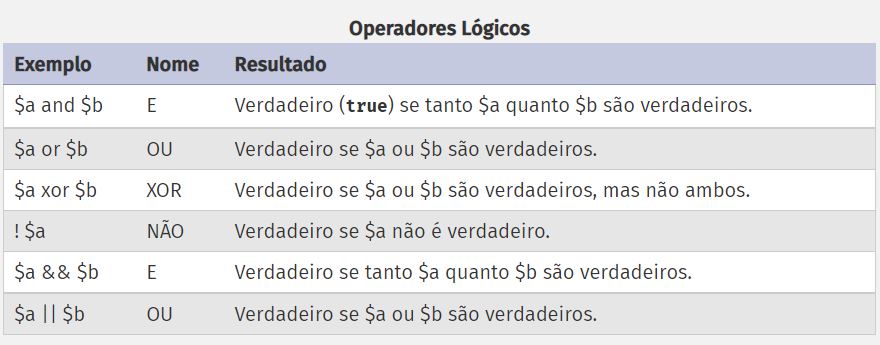 Operadores Lógicos
Exemplo Nome Resultado
$a and $b E Verdadeiro (true) se tanto $a quanto $b são verdadeiros.
$a or $b OU Verdadeiro se $a ou $b são verdadeiros.
$a xor $b XOR Verdadeiro se $a ou $b são verdadeiros, mas não ambos.
! $a NÃO Verdadeiro se $a não é verdadeiro.
$a && $b E Verdadeiro se tanto $a quanto $b são verdadeiros.
$a || $b OU Verdadeiro se $a ou $b são verdadeiros.